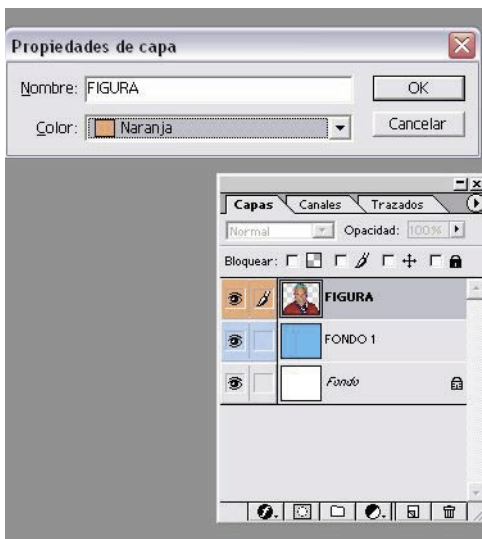 Propiedades de capa
Nombre: FIGURA
OK
Color: Naranja
Cancelar
Capas Canales Trazados
Normal Opacidad: 100%
Bloquear:
FIGURA
FONDO 1
Fondo